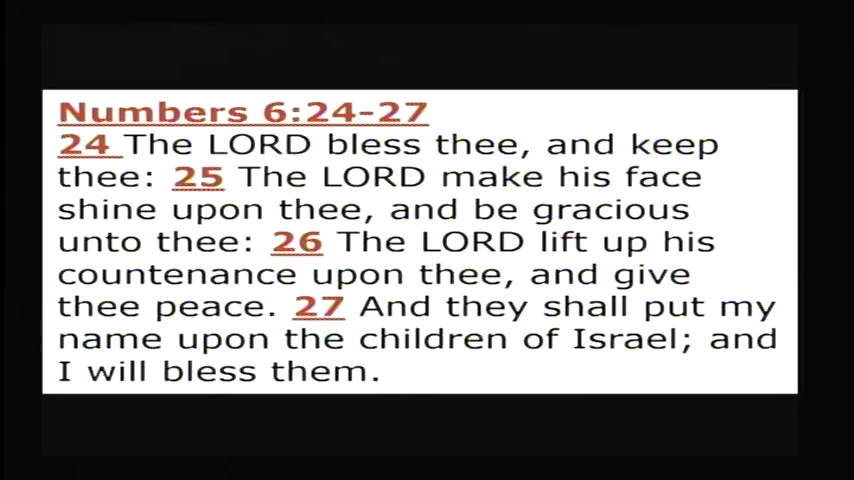 Numbers 6:24-27
24 The LORD bless thee, and keep
thee: 25 The LORD make his face
shine upon thee, and be gracious
unto thee: 26 The LORD lift up his
countenance upon thee, and give
thee peace. 27 And they shall put my
name upon the children of Israel; and
I will bless them.